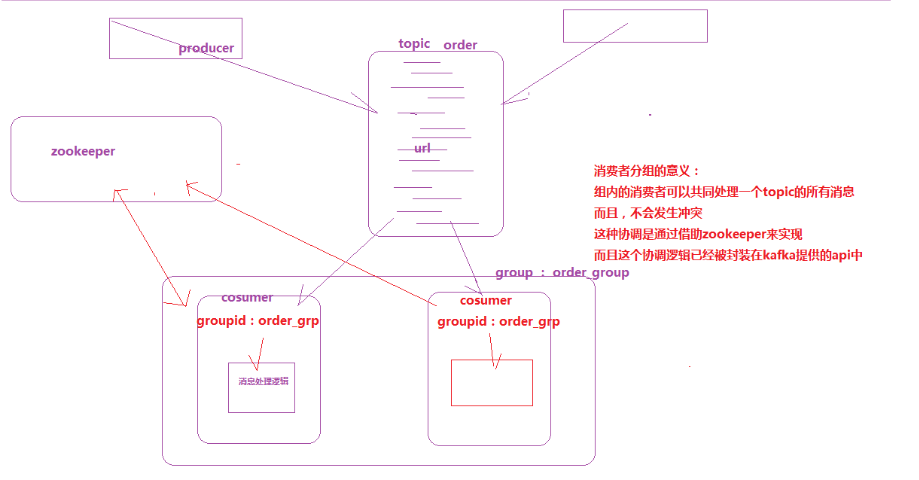 producer
topic order
zookeeper
url
消费者分组的意义：
组内的消费者可以共同处理一个topic的所有消息
而且，不会发生冲突
这种协调是通过借助zookeeper来实现
而且这个协调逻辑已经被封装在kafka提供的api中
group ： order_group
cosumer
groupid：order_grp
消息处理逻辑
cosumer
groupid：order_grp